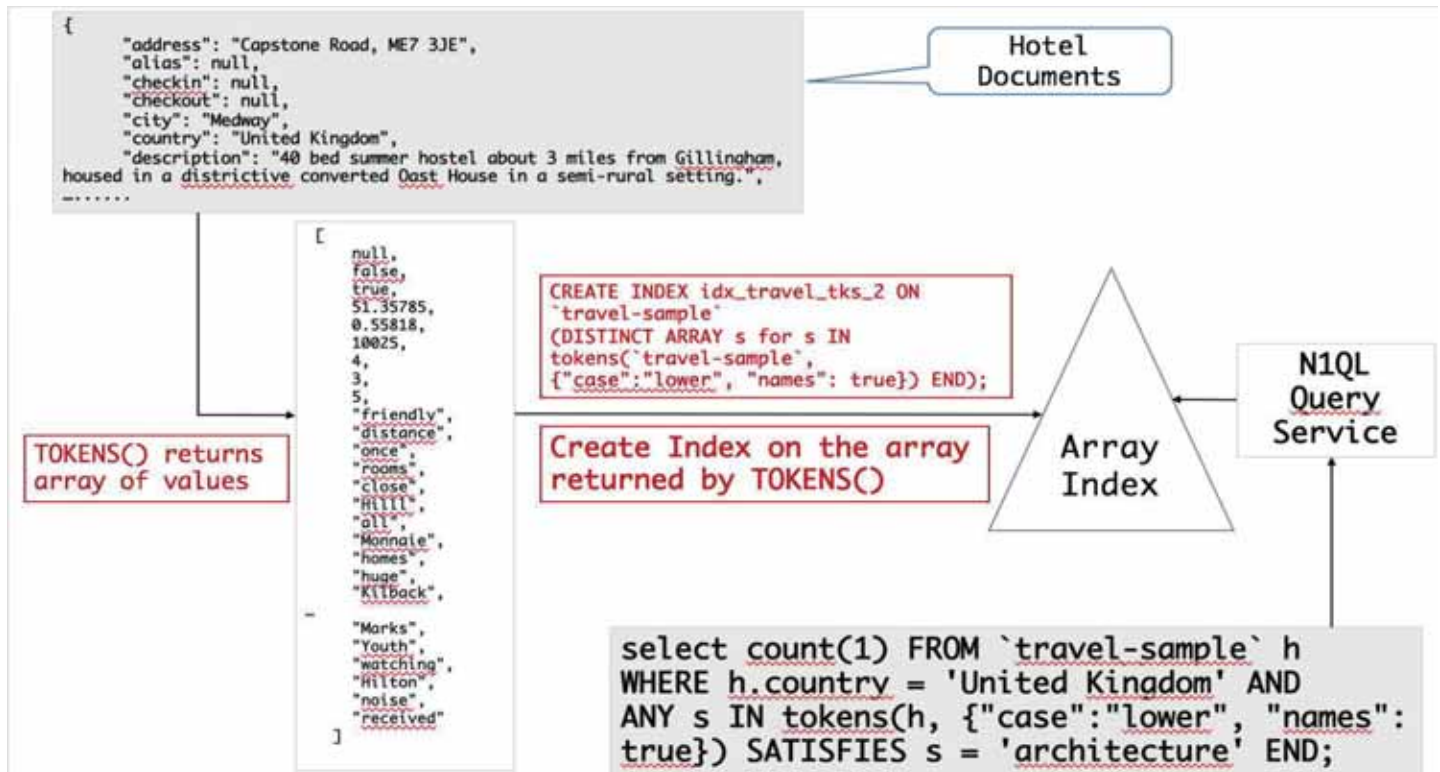 {
"address": "Capstone Road, ME7 3JE",
"alias": null,
"checkin": null,
"checkout": null,
"city": "Medway",
"country": "United Kingdom",
"description": "40 bed summer hostel about 3 miles from Gillingham,
housed in a districtive converted Oast House in a semi-rural setting.",
…......
Hotel
Documents
[
null,
false,
true,
51.35785,
0.55818,
10025,
4,
3,
5,
"friendly",
"distance",
"once",
"rooms",
"close",
"Hilll",
"all",
"Monnaie",
"homes",
"huge",
"Kilback",
…
"Marks",
"Youth",
"watching",
"Hilton",
"noise",
"received"
]
TOKENS() returns
array of values
CREATE INDEX idx_travel_tks_2 ON
`travel-sample`
(DISTINCT ARRAY s for s IN
tokens(`travel-sample`,
{"case":"lower", "names": true}) END);
Create Index on the array
returned by TOKENS()
Array
Index
N1QL
Query
Service
select count(1) FROM `travel-sample` h
WHERE h.country = 'United Kingdom' AND
ANY s IN tokens(h, {"case":"lower", "names":
true}) SATISFIES s = 'architecture' END;